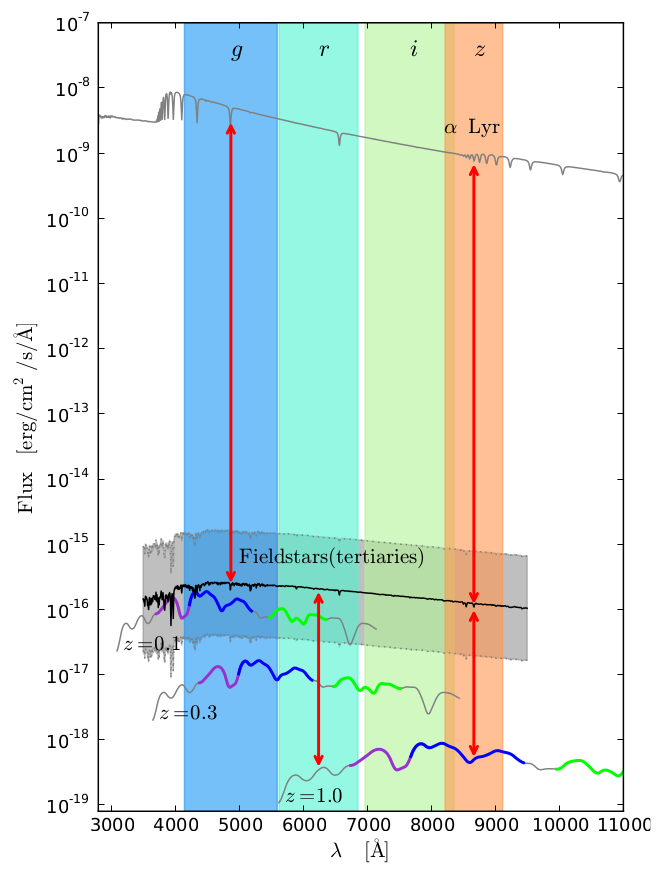 10^-7
10^-8
10^-9
10^-10
10^-11
10^-12
10^-13
10^-14
10^-15
10^-16
10^-17
10^-18
10^-19
Flux [erg/cm^2 /s/Å]
g r i z
α Lyr
Fieldstars(tertiaries)
z=0.1
z=0.3
z=1.0
3000 4000 5000 6000 7000 8000 9000 10000 11000
λ [Å]